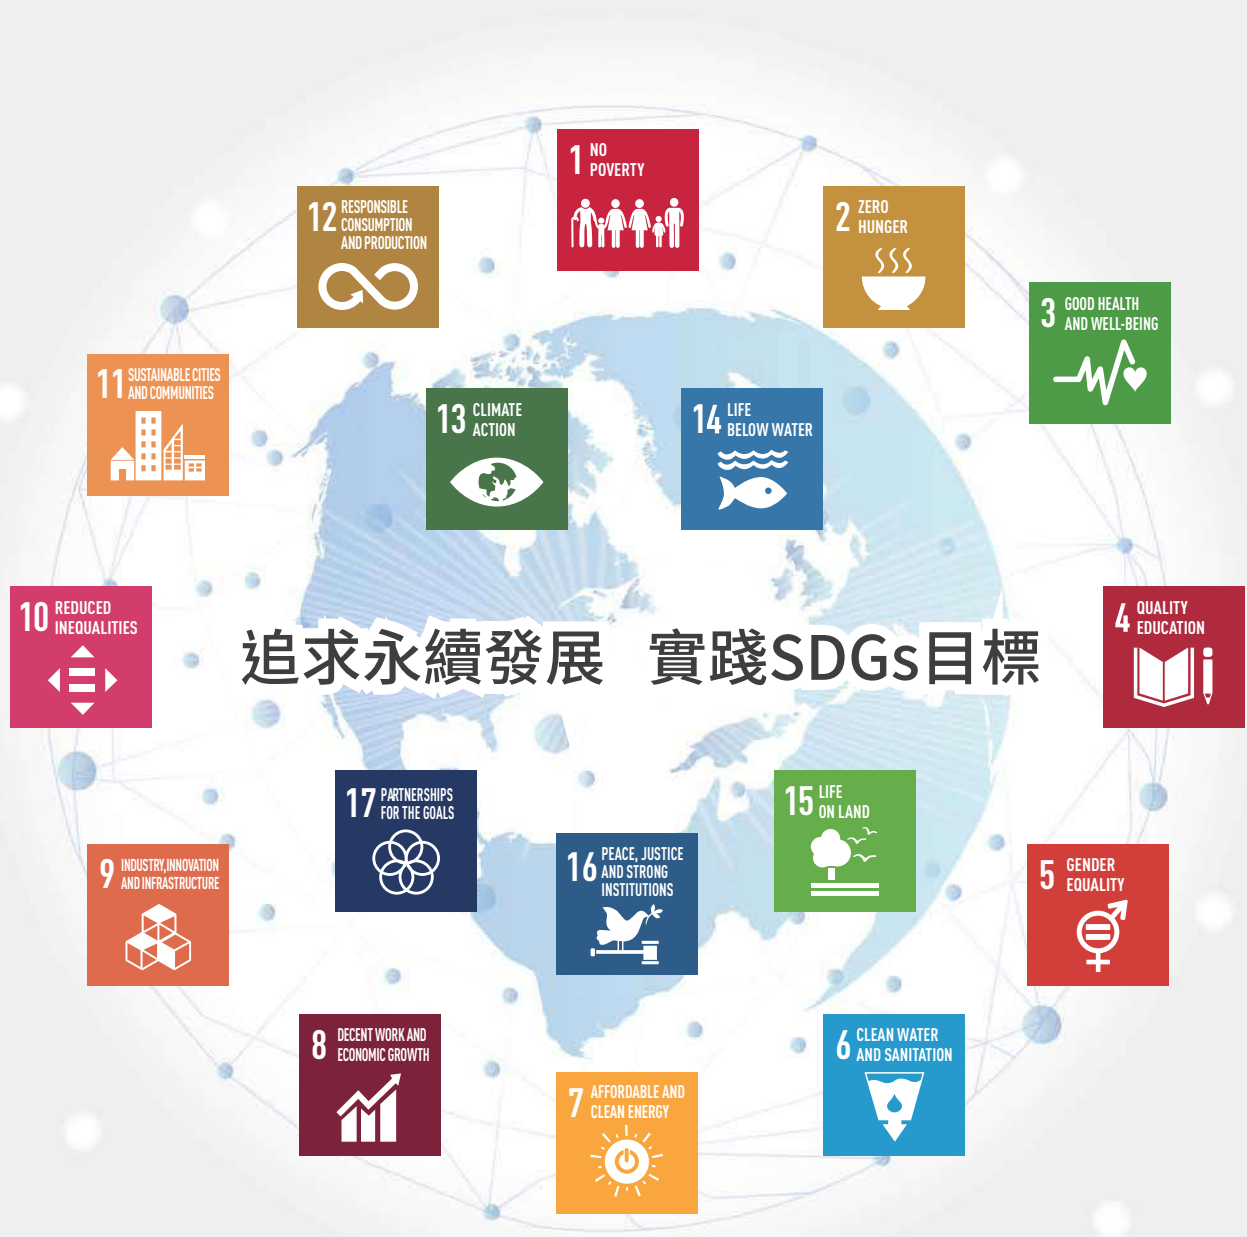 1 NO
POVERTY
2 ZERO
HUNGER
3 GOOD HEALTH
AND WELL-BEING
4 QUALITY
EDUCATION
5 GENDER
EQUALITY
6 CLEAN WATER
AND SANITATION
7 AFFORDABLE AND
CLEAN ENERGY
8 DECENT WORK AND
ECONOMIC GROWTH
9 INDUSTRY, INNOVATION
AND INFRASTRUCTURE
10 REDUCED
INEQUALITIES
11 SUSTAINABLE CITIES
AND COMMUNITIES
12 RESPONSIBLE
CONSUMPTION
AND PRODUCTION
13 CLIMATE
ACTION
14 LIFE
BELOW WATER
追求永續發展 實踐SDGs目標
15 LIFE
ON LAND
16 PEACE, JUSTICE
AND STRONG
INSTITUTIONS
17 PARTNERSHIPS
FOR THE GOALS